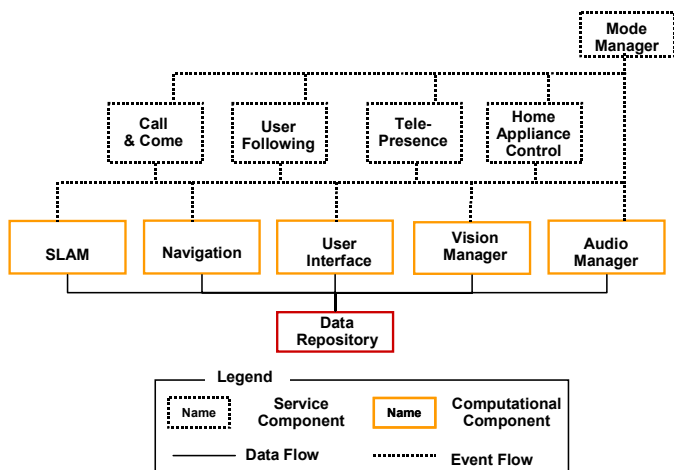 Mode
Manager
Call
& Come
User
Following
Tele-
Presence
Home
Appliance
Control
SLAM
Navigation
User
Interface
Vision
Manager
Audio
Manager
Data
Repository
Legend
Name
Service
Component
Name
Computational
Component
Data Flow
Event Flow